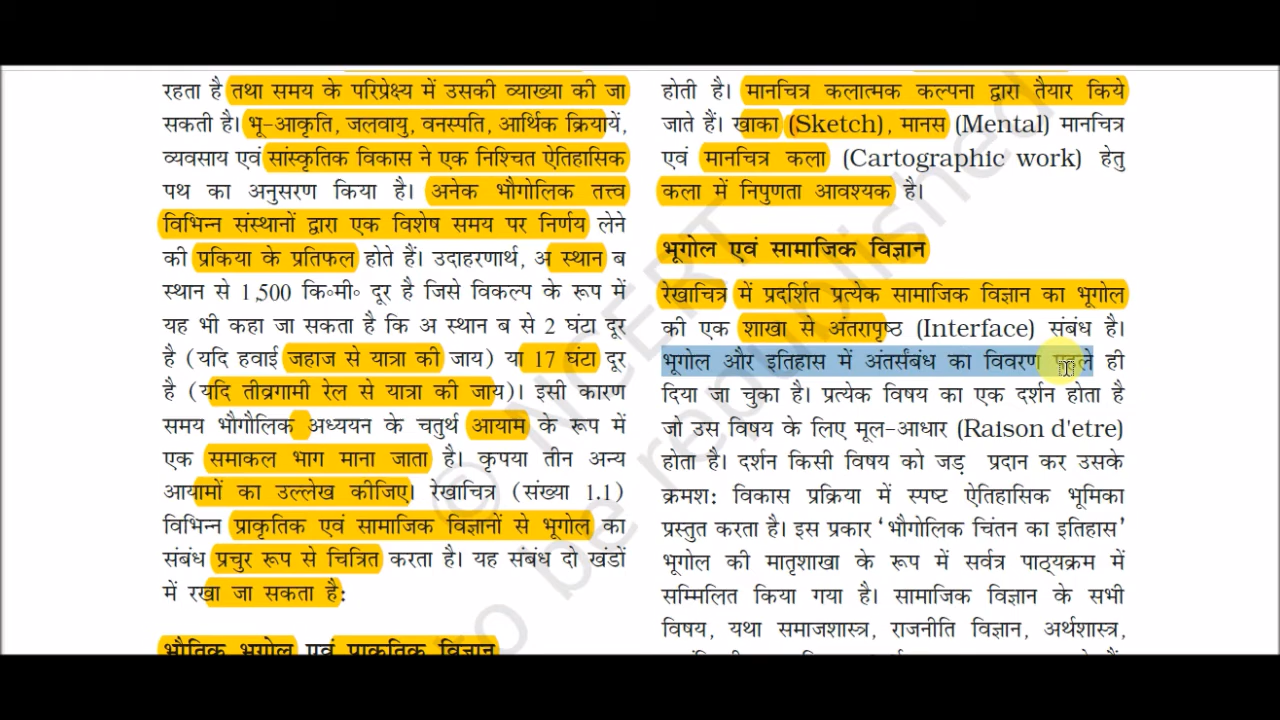 रहता है तथा समय के परिप्रेक्ष्य में उसकी व्याख्या की जा
सकती है। भू-आकृति, जलवायु, वनस्पति, आर्थिक क्रियायें,
व्यवसाय एवं सांस्कृतिक विकास ने एक निश्चित ऐतिहासिक
पथ का अनुसरण किया है। अनेक भौगोलिक तत्त्व
विभिन्न संस्थानों द्वारा एक विशेष समय पर निर्णय लेने
की प्रकिया के प्रतिफल होते हैं। उदाहरणार्थ, अ स्थान ब
स्थान से 1,500 कि॰मी॰ दूर है जिसे विकल्प के रूप में
यह भी कहा जा सकता है कि अ स्थान ब से 2 घंटा दूर
है (यदि हवाई जहाज से यात्रा की जाय) या 17 घंटा दूर
है (यदि तीव्रगामी रेल से यात्रा की जाय)। इसी कारण
समय भौगौलिक अध्ययन के चतुर्थ आयाम के रूप में
एक समाकल भाग माना जाता है। कृपया तीन अन्य
आयामों का उल्लेख कीजिए। रेखाचित्र (संख्या 1.1)
विभिन्न प्राकृतिक एवं सामाजिक विज्ञानों से भूगोल का
संबंध प्रचुर रूप से चित्रित करता है। यह संबंध दो खंडों
में रखा जा सकता है:
भौतिक भूगोल एवं प्राकृतिक विज्ञान
होती है। मानचित्र कलात्मक कल्पना द्वारा तैयार किये
जाते हैं। खाका (Sketch), मानस (Mental) मानचित्र
एवं मानचित्र कला (Cartographic work) हेतु
कला में निपुणता आवश्यक है।
भूगोल एवं सामाजिक विज्ञान
रेखाचित्र में प्रदर्शित प्रत्येक सामाजिक विज्ञान का भूगोल
की एक शाखा से अंतरापृष्ठ (Interface) संबंध है।
भूगोल और इतिहास में अंतर्संबंध का विवरण पहले ही
दिया जा चुका है। प्रत्येक विषय का एक दर्शन होता है
जो उस विषय के लिए मूल-आधार (Raison d'etre)
होता है। दर्शन किसी विषय को जड़ प्रदान कर उसके
क्रमश: विकास प्रक्रिया में स्पष्ट ऐतिहासिक भूमिका
प्रस्तुत करता है। इस प्रकार ‘भौगोलिक चिंतन का इतिहास’
भूगोल की मातृशाखा के रूप में सर्वत्र पाठ्यक्रम में
सम्मिलित किया गया है। सामाजिक विज्ञान के सभी
विषय, यथा समाजशास्त्र, राजनीति विज्ञान, अर्थशास्त्र,
© NCERT
to be republished